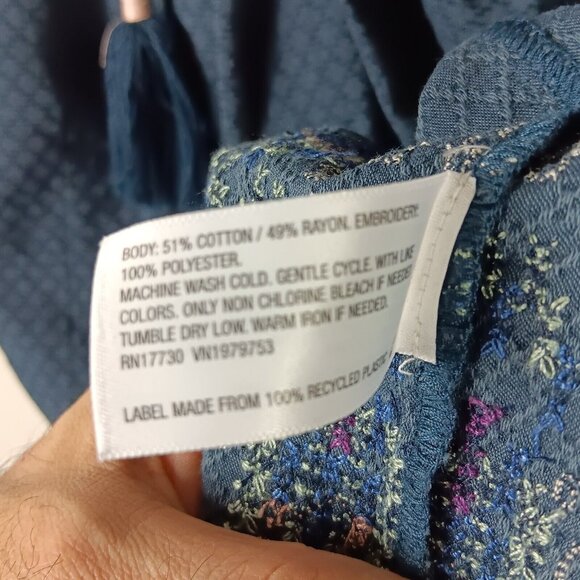 BODY: 51% COTTON / 49% RAYON. EMBROIDERY:
100% POLYESTER.
MACHINE WASH COLD. GENTLE CYCLE. WITH LIKE
COLORS. ONLY NON CHLORINE BLEACH IF NEEDED.
TUMBLE DRY LOW. WARM IRON IF NEEDED.
RN17730 VN1979753
LABEL MADE FROM 100% RECYCLED PLASTIC